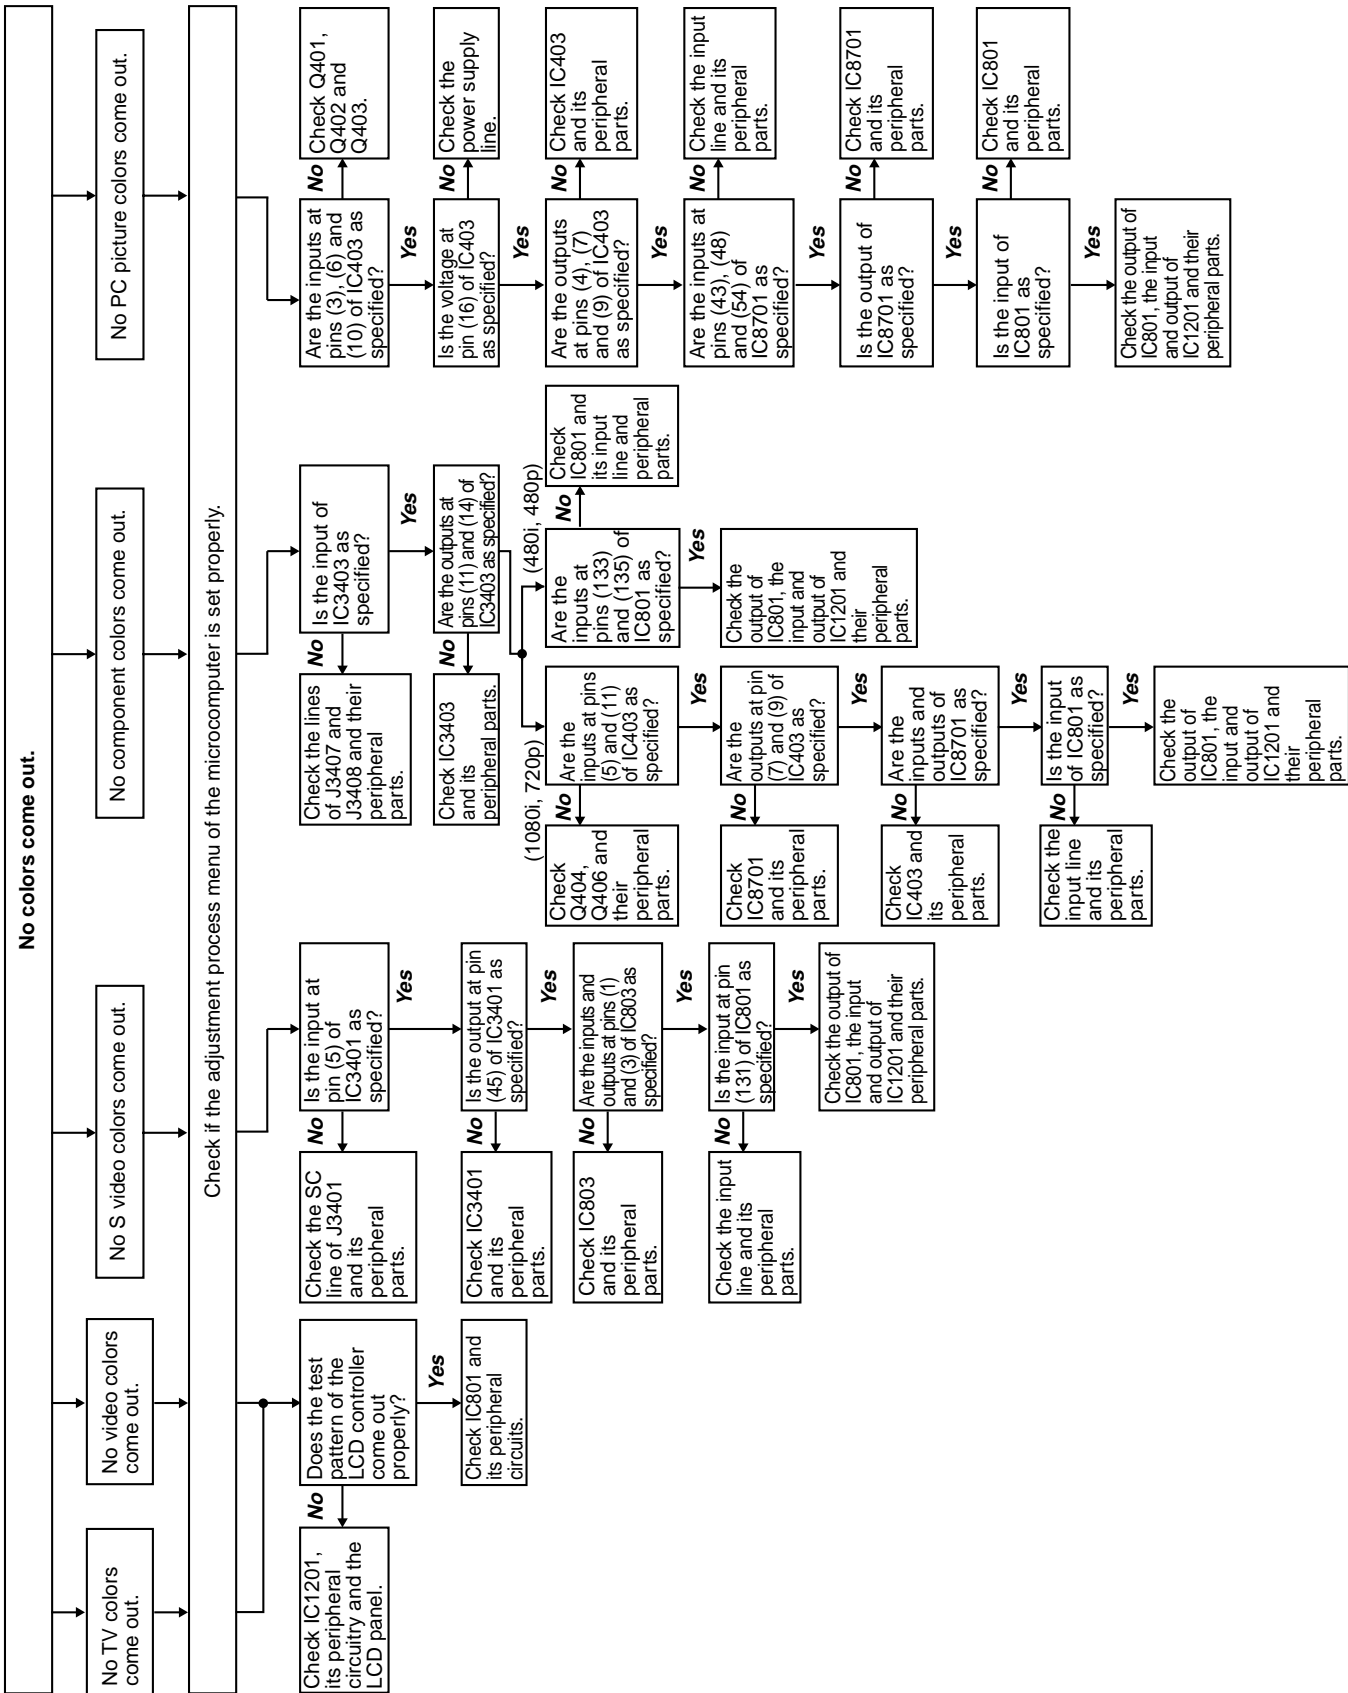 No colors come out.
No TV colors
come out.
No video colors
come out.
No S video colors come out.
No component colors come out.
No PC picture colors come out.
Check if the adjustment process menu of the microcomputer is set properly.
Does the test
pattern of the
LCD controller
come out
properly?
No
Check IC1201,
its peripheral
circuitry and the
LCD panel.
Yes
Check IC801 and
its peripheral
circuits.
Is the input at
pin (5) of
IC3401 as
specified?
No
Check the SC
line of J3401
and its
peripheral
parts.
Yes
Is the output at pin
(45) of IC3401 as
specified?
No
Check IC3401
and its
peripheral
parts.
Yes
Are the inputs and
outputs at pins (1)
and (3) of IC803 as
specified?
No
Check IC803
and its
peripheral
parts.
Yes
Is the input at pin
(131) of IC801 as
specified?
No
Check the input
line and its
peripheral
parts.
Yes
Check the output of
IC801, the input
and output of
IC1201 and their
peripheral parts.
Is the input of
IC3403 as
specified?
No
Check the lines
of J3407 and
J3408 and their
peripheral
parts.
Yes
Are the outputs at
pins (11) and (14) of
IC3403 as specified?
No
Check IC3403
and its
peripheral parts.
(1080i, 720p)
(480i, 480p)
Are the
inputs at pins
(5) and (11)
of IC403 as
specified?
No
Check
Q404,
Q406 and
their
peripheral
parts.
Yes
Are the
outputs at pin
(7) and (9) of
IC403 as
specified?
No
Check
IC8701
and its
peripheral
parts.
Yes
Are the
inputs and
outputs of
IC8701 as
specified?
No
Check
IC403 and
its
peripheral
parts.
Yes
Is the input
of IC801 as
specified?
No
Check the
input line
and its
peripheral
parts.
Yes
Check the
output of
IC801, the
input and
output of
IC1201 and
their
peripheral
parts.
Are the
inputs at
pins (133)
and (135) of
IC801 as
specified?
No
Check
IC801 and
its input
line and
peripheral
parts.
Yes
Check the
output of
IC801, the
input and
output of
IC1201 and
their
peripheral
parts.
Are the inputs at
pins (3), (6) and
(10) of IC403 as
specified?
No
Check Q401,
Q402 and
Q403.
Yes
Is the voltage at
pin (16) of IC403
as specified?
No
Check the
power supply
line.
Yes
Are the outputs
at pins (4), (7)
and (9) of IC403
as specified?
No
Check IC403
and its
peripheral
parts.
Yes
Are the inputs at
pins (43), (48)
and (54) of
IC8701 as
specified?
No
Check the input
line and its
peripheral
parts.
Yes
Is the output of
IC8701 as
specified?
No
Check IC8701
and its
peripheral
parts.
Yes
Is the input of
IC801 as
specified?
No
Check IC801
and its
peripheral
parts.
Yes
Check the output of
IC801, the input
and output of
IC1201 and their
peripheral parts.